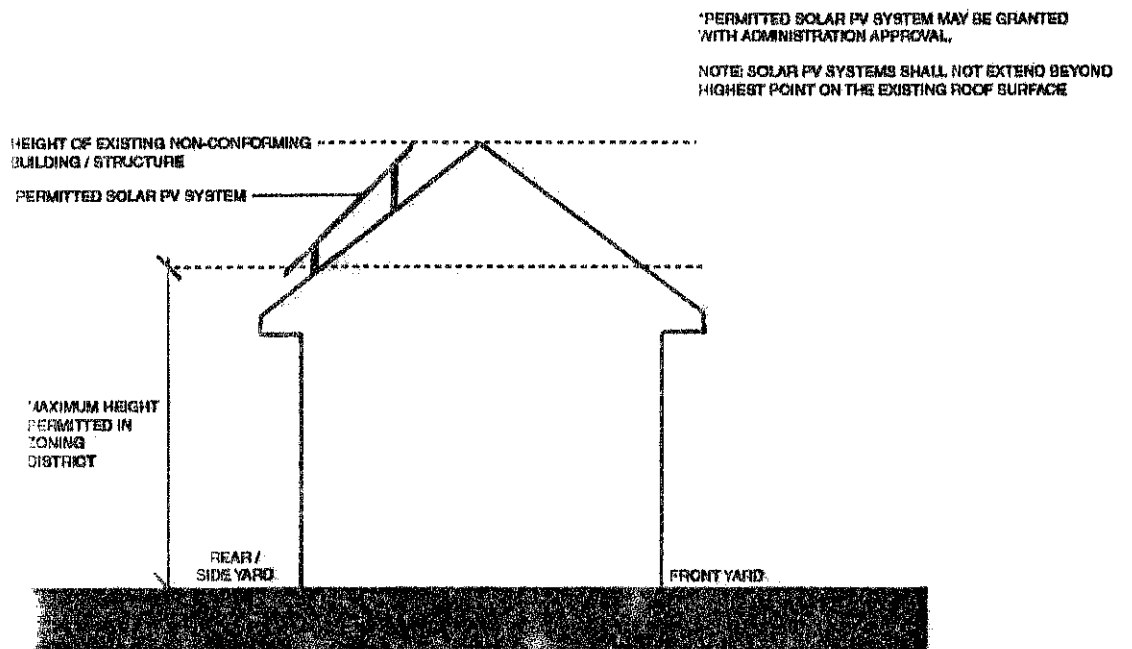 *PERMITTED SOLAR PV SYSTEM MAY BE GRANTED
WITH ADMINISTRATION APPROVAL.
NOTE: SOLAR PV SYSTEMS SHALL NOT EXTEND BEYOND
HIGHEST POINT ON THE EXISTING ROOF SURFACE
HEIGHT OF EXISTING NON-CONFORMING
BUILDING / STRUCTURE
PERMITTED SOLAR PV SYSTEM
MAXIMUM HEIGHT
PERMITTED IN
ZONING
DISTRICT
REAR /
SIDE YARD
FRONT YARD